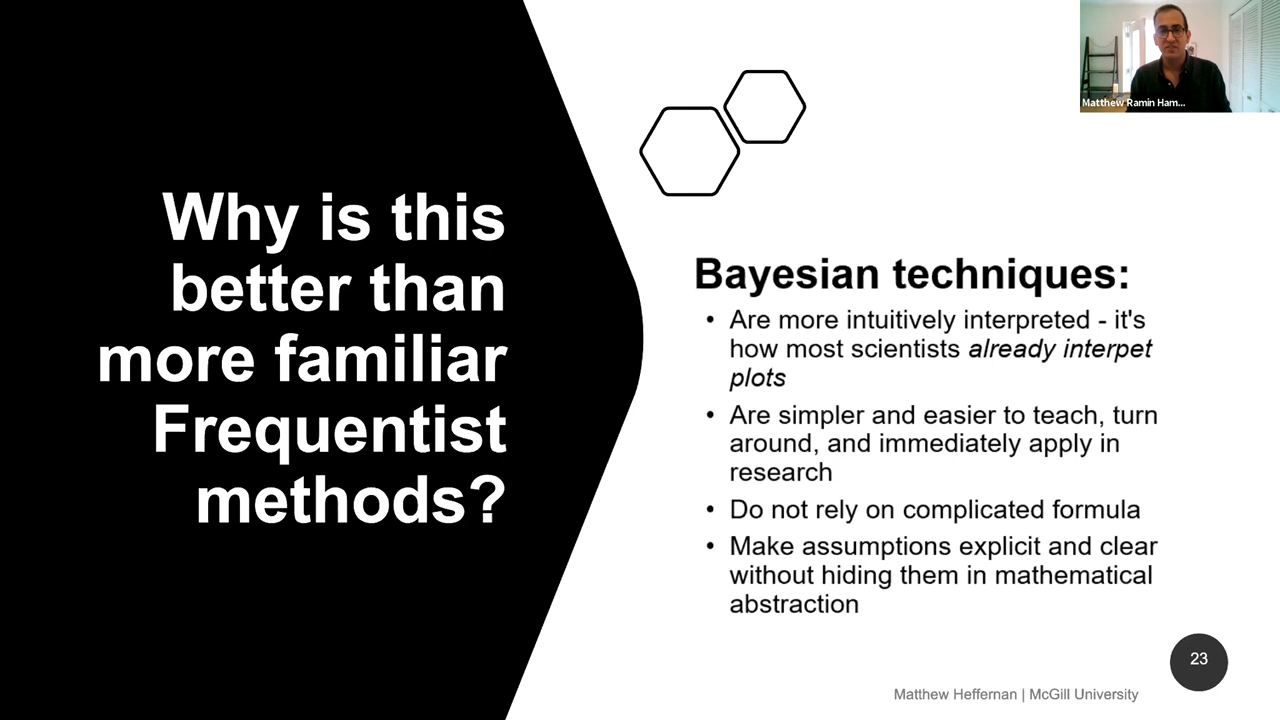 Matthew Ramin Ham...
Why is this
better than
more familiar
Frequentist
methods?
Bayesian techniques:
• Are more intuitively interpreted - it's
how most scientists already interpet
plots
• Are simpler and easier to teach, turn
around, and immediately apply in
research
• Do not rely on complicated formula
• Make assumptions explicit and clear
without hiding them in mathematical
abstraction
23
Matthew Heffernan | McGill University